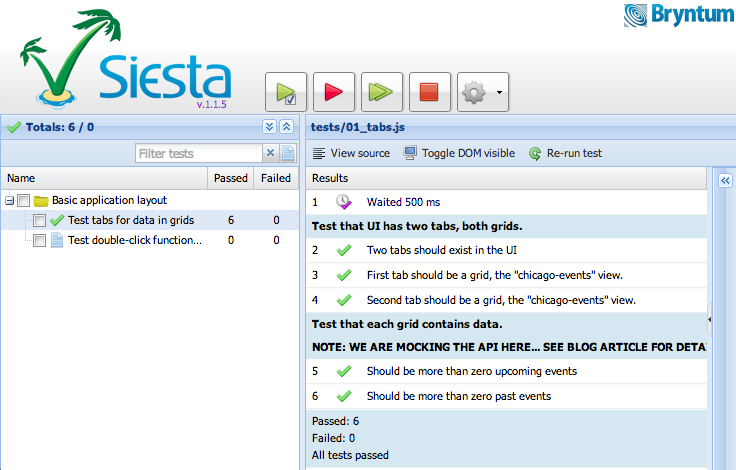 Bryntum
Siesta
v.1.1.5
Totals: 6 / 0
Filter tests
Name Passed Failed
Basic application layout
Test tabs for data in grids 6 0
Test double-click function... 0 0
tests/01_tabs.js
View source Toggle DOM visible Re-run test
Results
1 Waited 500 ms
Test that UI has two tabs, both grids.
2 Two tabs should exist in the UI
3 First tab should be a grid, the "chicago-events" view.
4 Second tab should be a grid, the "chicago-events" view.
Test that each grid contains data.
NOTE: WE ARE MOCKING THE API HERE... SEE BLOG ARTICLE FOR DETA
5 Should be more than zero upcoming events
6 Should be more than zero past events
Passed: 6
Failed: 0
All tests passed